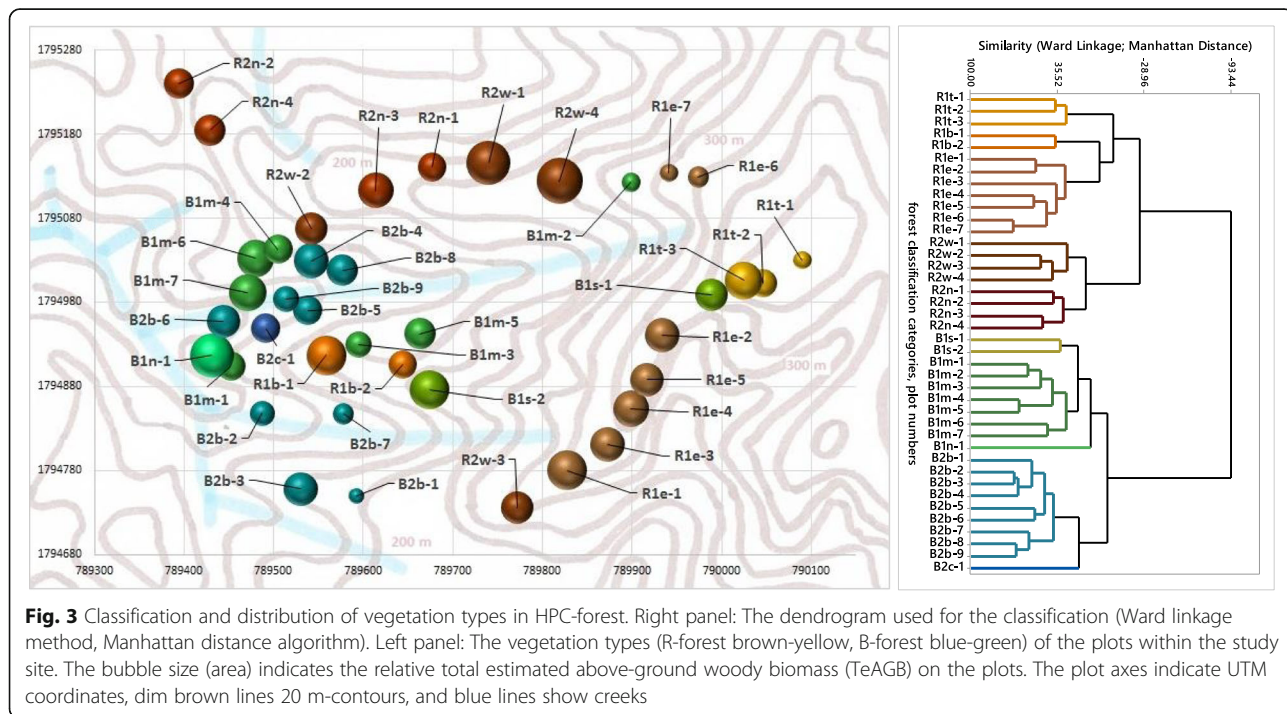 1795280
1795180
1795080
1794980
1794880
1794780
1794680
789300 789400 789500 789600 789700 789800 789900 790000 790100
R2n-2
R2n-4
R2n-3
R2n-1
R2w-1
R2w-4
R1e-7
300 m
200 m
R1e-6
R2w-2
B1m-4
B2b-4
B1m-2
R1t-1
R1t-2
B1m-6
B2b-8
R1t-3
B1m-7
B2b-9
B1s-1
B2b-5
B2b-6
B1m-5
R1e-2
B1n-1
B2c-1
B1m-3
300 m
R1b-1
R1b-2
R1e-5
B1m-1
B1s-2
R1e-4
B2b-2
B2b-7
R1e-3
R2w-3
B2b-3
B2b-1
R1e-1
200 m
Similarity (Ward Linkage; Manhattan Distance)
100.00
35.52
-28.96
-93.44
forest classification categories, plot numbers
R1t-1
R1t-2
R1t-3
R1b-1
R1b-2
R1e-1
R1e-2
R1e-3
R1e-4
R1e-5
R1e-6
R1e-7
R2w-1
R2w-2
R2w-3
R2w-4
R2n-1
R2n-2
R2n-3
R2n-4
B1s-1
B1s-2
B1m-1
B1m-2
B1m-3
B1m-4
B1m-5
B1m-6
B1m-7
B1n-1
B2b-1
B2b-2
B2b-3
B2b-4
B2b-5
B2b-6
B2b-7
B2b-8
B2b-9
B2c-1
Fig. 3 Classification and distribution of vegetation types in HPC-forest. Right panel: The dendrogram used for the classification (Ward linkage
method, Manhattan distance algorithm). Left panel: The vegetation types (R-forest brown-yellow, B-forest blue-green) of the plots within the study
site. The bubble size (area) indicates the relative total estimated above-ground woody biomass (TeAGB) on the plots. The plot axes indicate UTM
coordinates, dim brown lines 20 m-contours, and blue lines show creeks